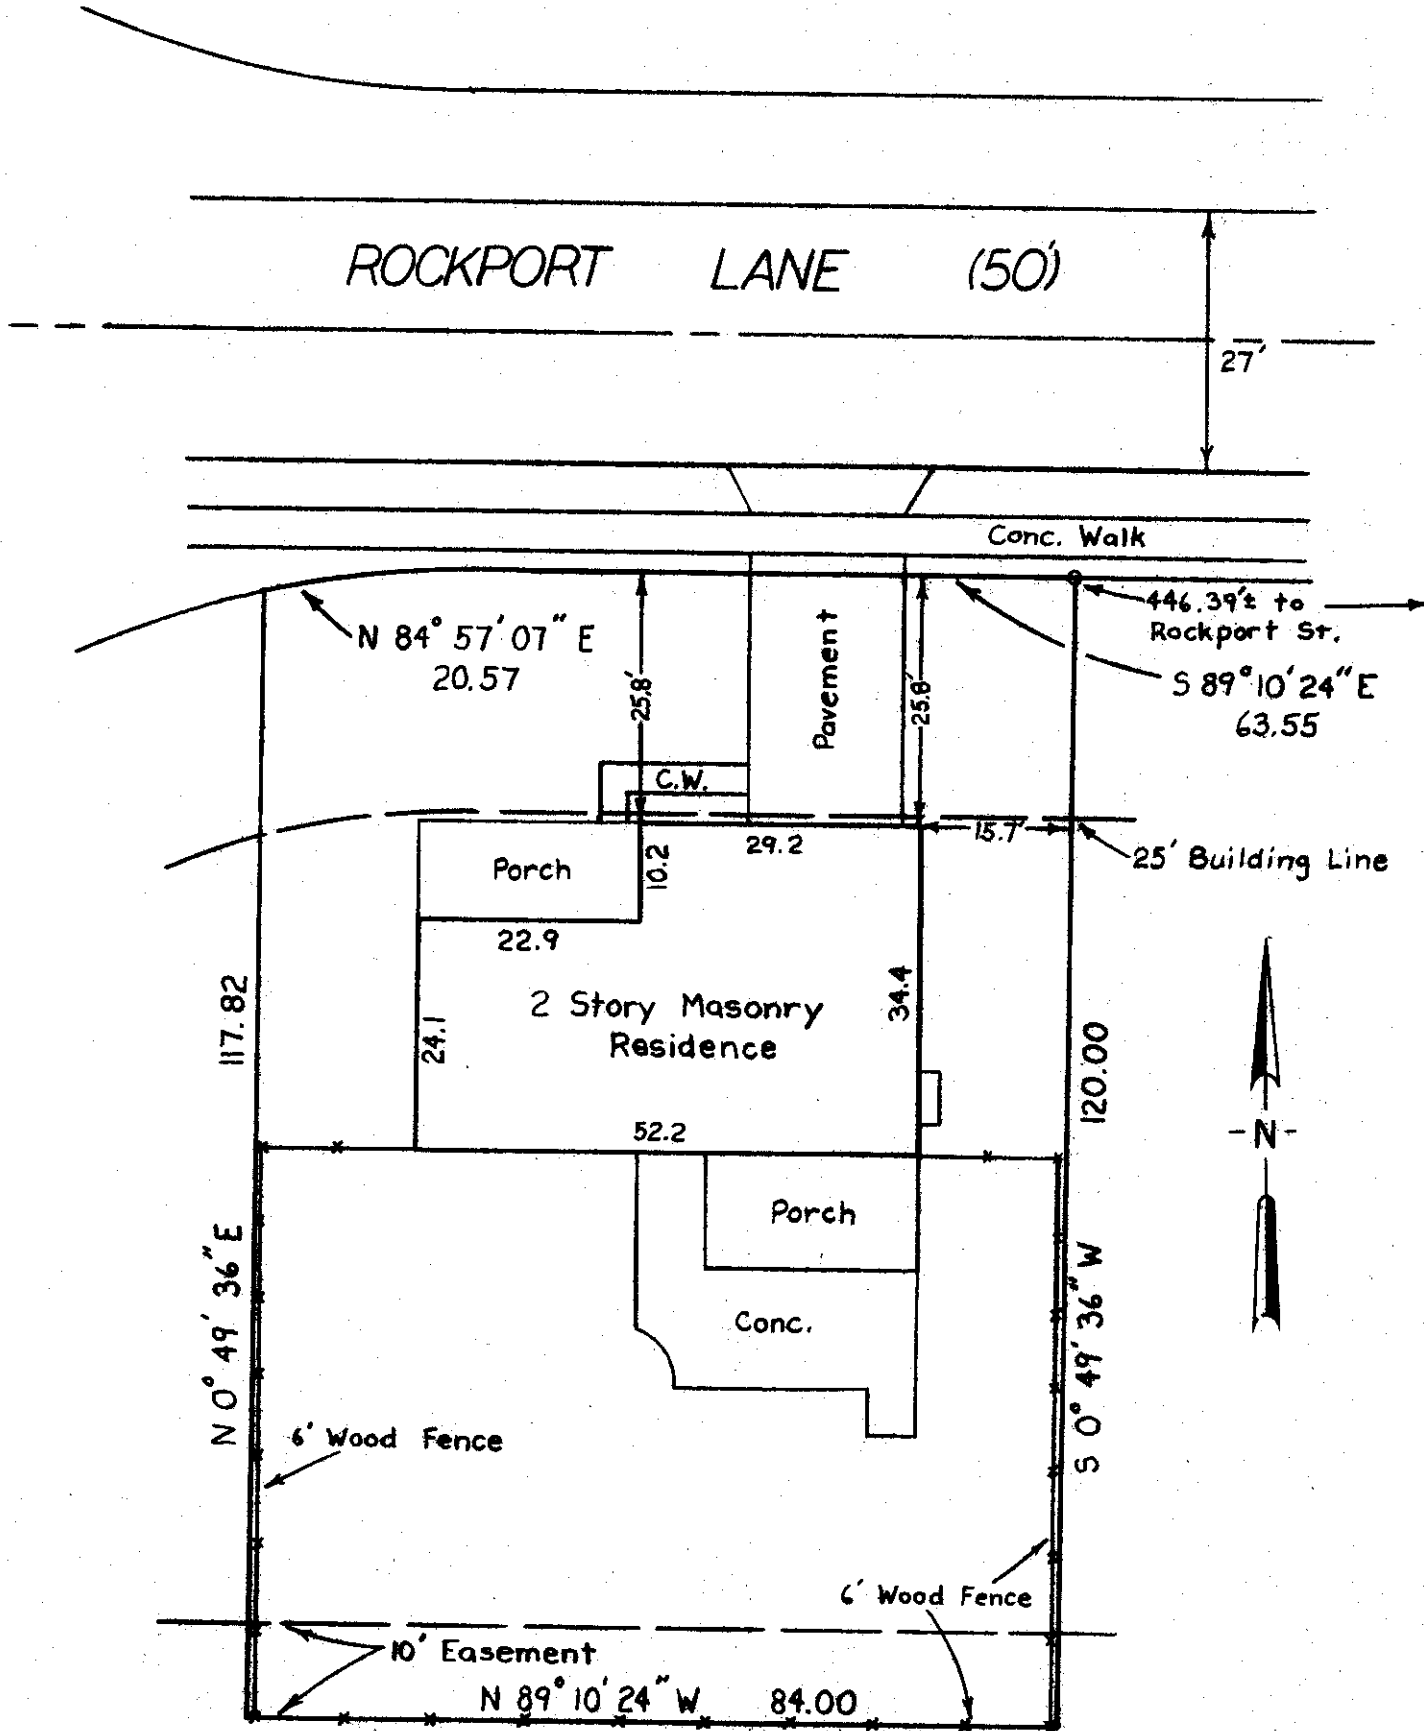 ROCKPORT LANE (50')
27'
Conc. Walk
446.39'± to
Rockport St.
N 84° 57' 07" E
20.57
S 89° 10' 24" E
63.55
25.8'
Pavement
25.8'
C.W.
15.7'
25' Building Line
29.2
10.2
Porch
22.9
2 Story Masonry
Residence
34.4
24.1
117.82
120.00
52.2
N
Porch
Conc.
N 0° 49' 36" E
S 0° 49' 36" W
6' Wood Fence
6' Wood Fence
10' Easement
N 89° 10' 24" W 84.00